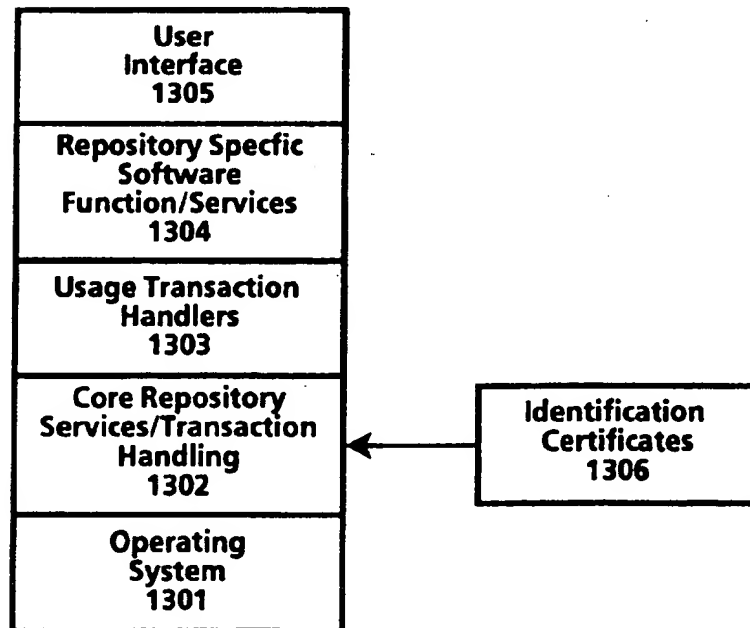 User
Interface
1305
Repository Specfic
Software
Function/Services
1304
Usage Transaction
Handlers
1303
Core Repository
Services/Transaction
Handling
1302
Identification
Certificates
1306
Operating
System
1301